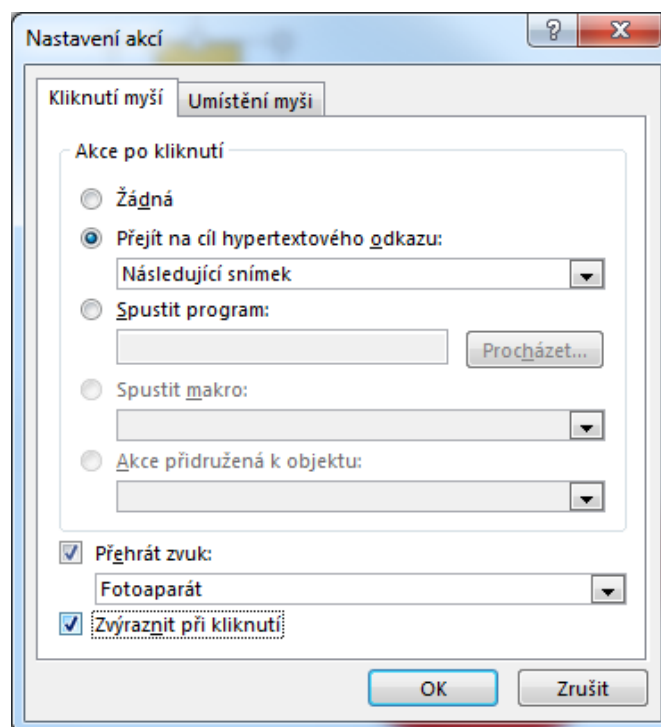 Nastavení akcí
Kliknutí myší
Umístění myši
Akce po kliknutí
Žádná
Přejít na cíl hypertextového odkazu:
Následující snímek
Spustit program:
Procházet...
Spustit makro:
Akce přidružená k objektu:
Přehrát zvuk:
Fotoaparát
Zvýraznit při kliknutí
OK
Zrušit